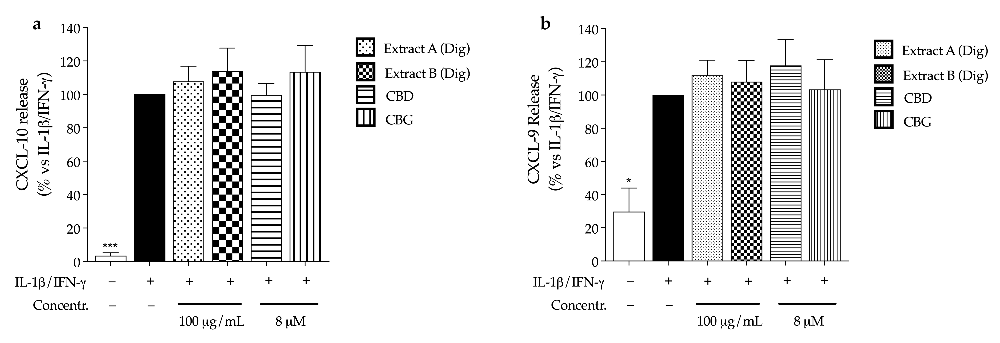 a
CXCL-10 release
(% vs IL-1β/IFN-γ)
140
120
100
80
60
40
20
0
***
Extract A (Dig)
Extract B (Dig)
CBD
CBG
IL-1β/IFN-γ – + + + + +
Concentr. – –
100 µg/mL 8 µM
b
CXCL-9 Release
(% vs IL-1β/IFN-γ)
140
120
100
80
60
40
20
0
*
Extract A (Dig)
Extract B (Dig)
CBD
CBG
IL-1β/IFN-γ – + + + + +
Concentr. – –
100 µg/mL 8 µM